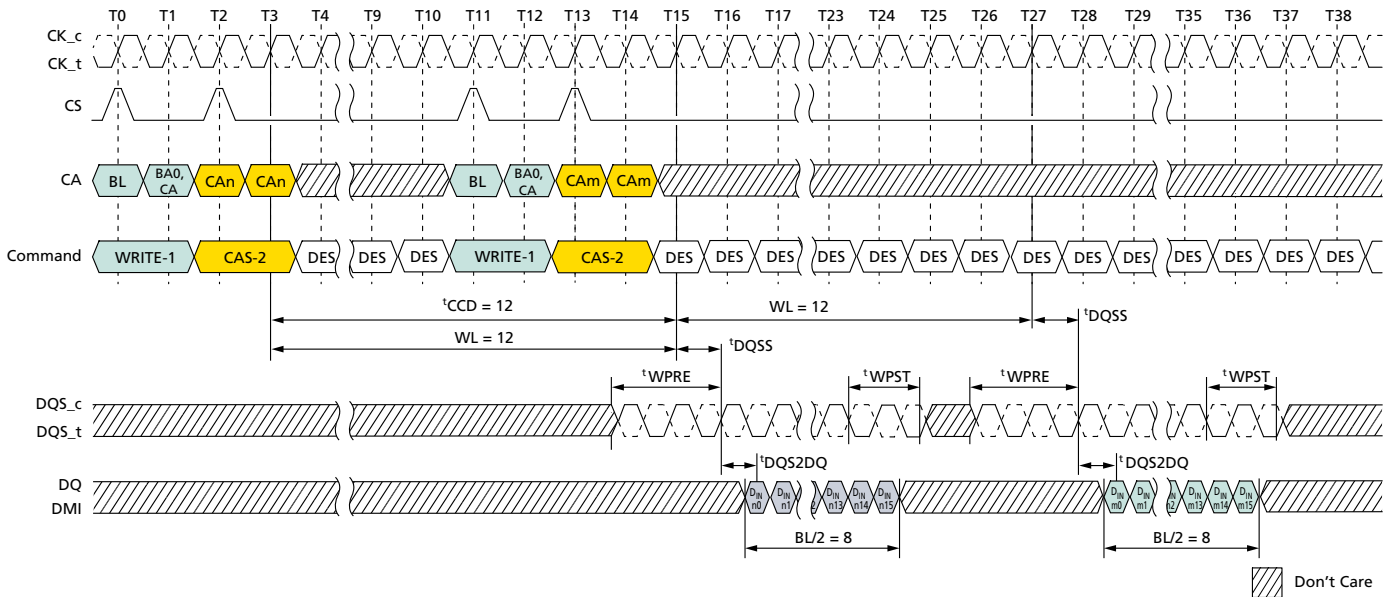 T0 T1 T2 T3 T4 T9 T10 T11 T12 T13 T14 T15 T16 T17 T23 T24 T25 T26 T27 T28 T29 T35 T36 T37 T38
CK_c
CK_t
CS
CA BL BA0, CA CAn CAn BL BA0, CA CAm CAm
Command WRITE-1 CAS-2 DES DES DES WRITE-1 CAS-2 DES DES DES DES DES DES DES DES DES DES DES DES DES DES
tCCD = 12 WL = 12 tDQSS
WL = 12 tDQSS
tWPRE tWPST tWPRE tWPST
DQS_c
DQS_t
tDQS2DQ tDQS2DQ
DQ
DMI
DIN n0 DIN n1 DIN n13 DIN n14 DIN n15 DIN m0 DIN m1 DIN m13 DIN m14 DIN m15
BL/2 = 8 BL/2 = 8
Don't Care